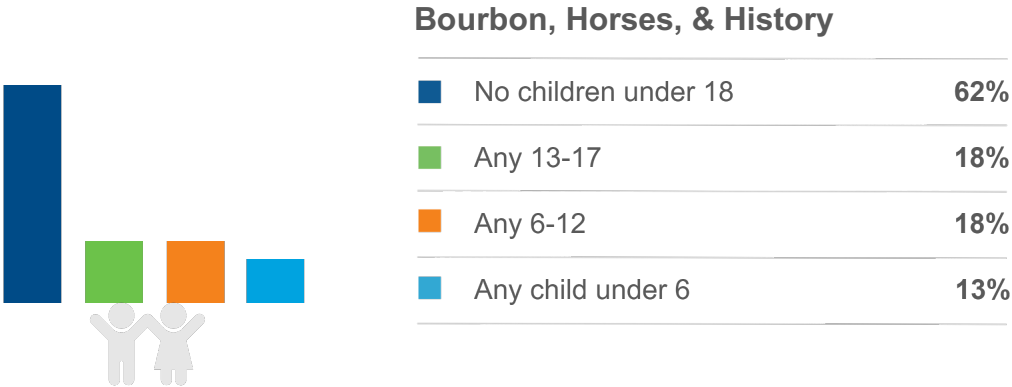 Bourbon, Horses, & History
No children under 18 62%
Any 13-17 18%
Any 6-12 18%
Any child under 6 13%